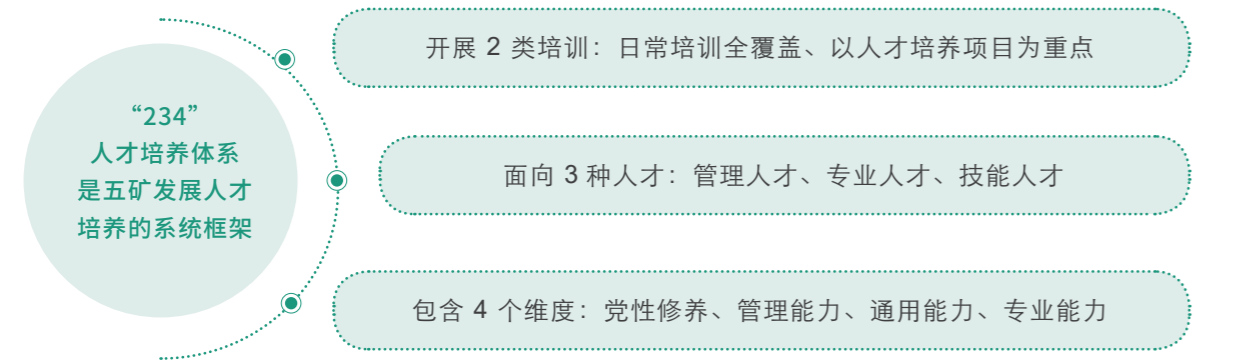 “234”
人才培养体系
是五矿发展人才
培养的系统框架
开展 2 类培训：日常培训全覆盖、以人才培养项目为重点
面向 3 种人才：管理人才、专业人才、技能人才
包含 4 个维度：党性修养、管理能力、通用能力、专业能力